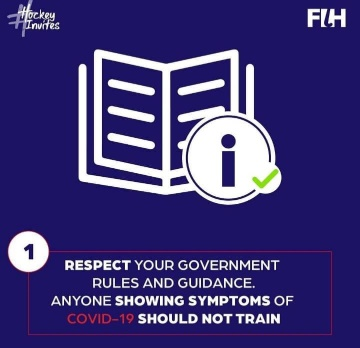 #Hockey
Invites
FIH
i
1
RESPECT YOUR GOVERNMENT
RULES AND GUIDANCE.
ANYONE SHOWING SYMPTOMS OF
COVID-19 SHOULD NOT TRAIN